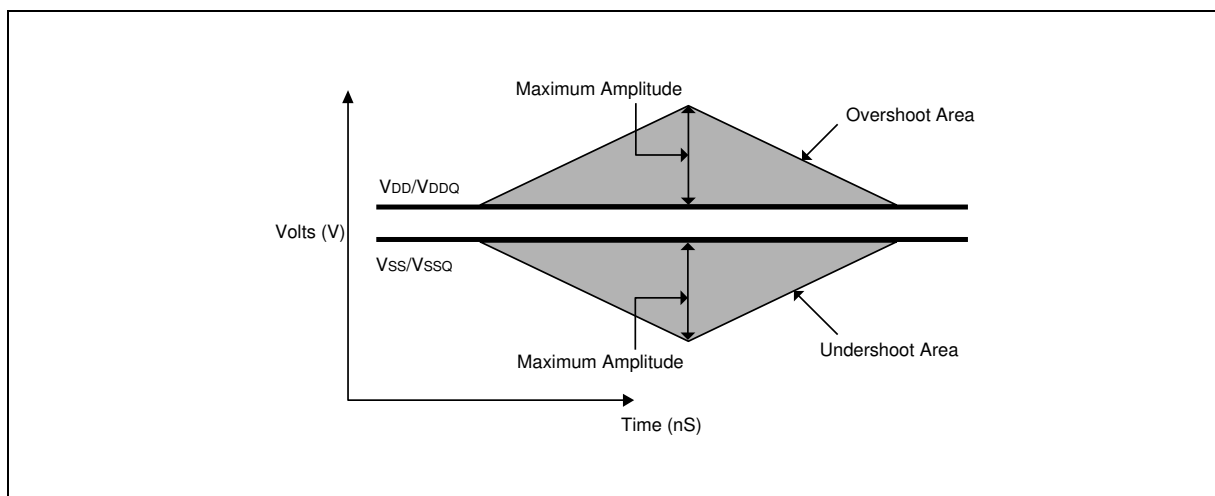 Maximum Amplitude
Overshoot Area
VDD/VDDQ
Volts (V)
VSS/VSSQ
Maximum Amplitude
Undershoot Area
Time (nS)